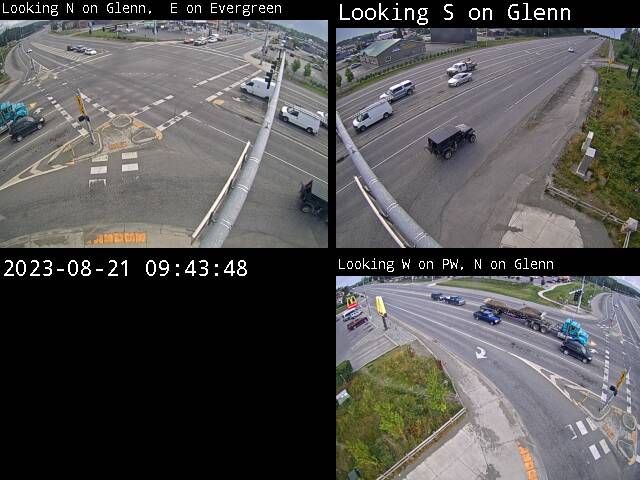 Looking N on Glenn,  E on Evergreen
Looking S on Glenn
2023-08-21 09:43:48
Looking W on PW, N on Glenn